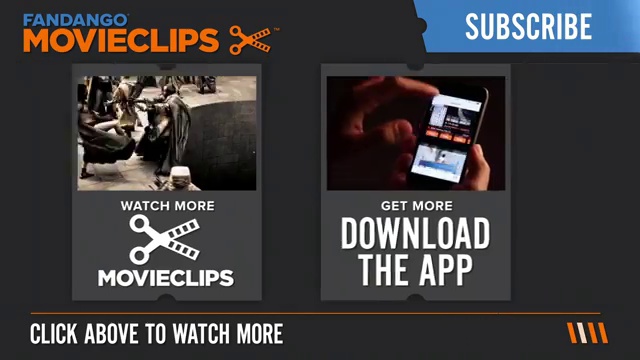 FANDANGO
MOVIECLIPS
SUBSCRIBE
WATCH MORE
MOVIECLIPS
GET MORE
DOWNLOAD
THE APP
CLICK ABOVE TO WATCH MORE